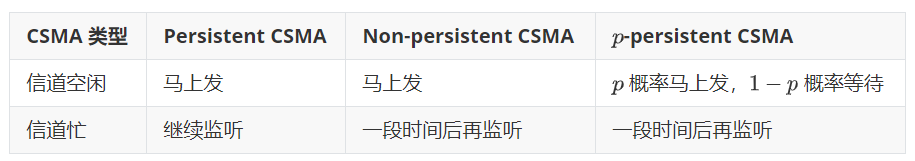 CSMA 类型 Persistent CSMA Non-persistent CSMA p-persistent CSMA
信道空闲 马上发 马上发 p 概率马上发，1 − p 概率等待
信道忙 继续监听 一段时间后再监听 一段时间后再监听